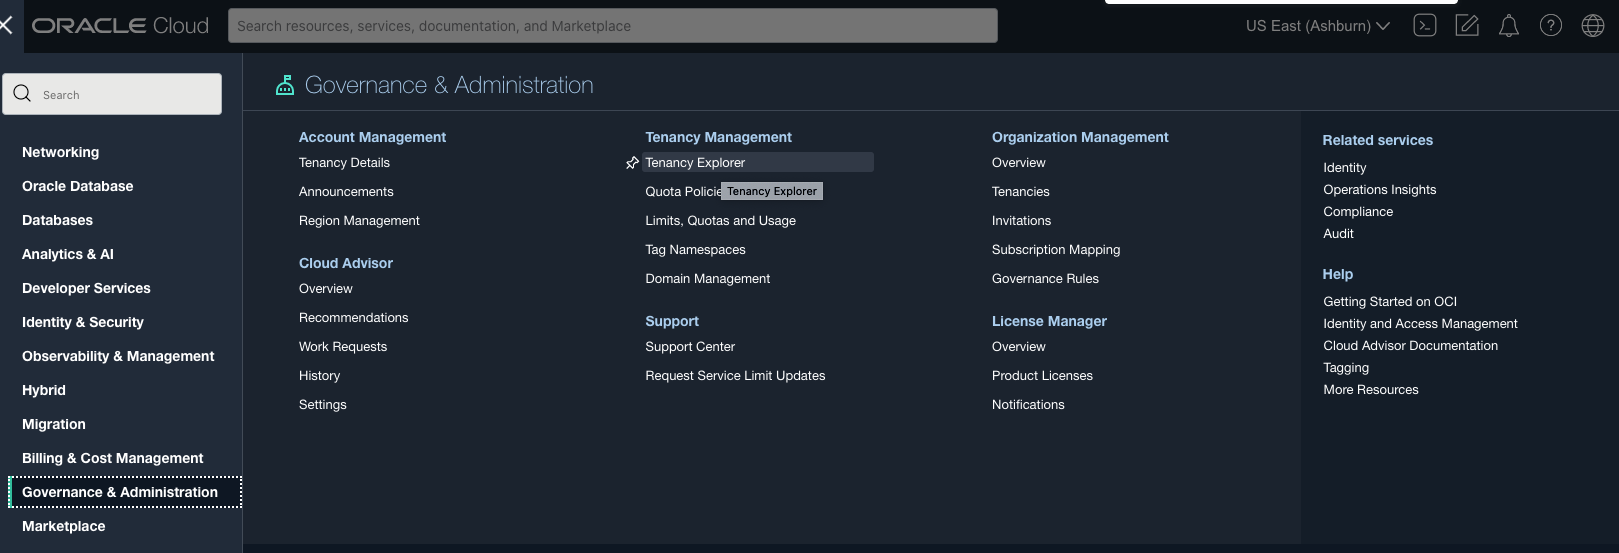 ORACLE Cloud
Search resources, services, documentation, and Marketplace
US East (Ashburn)
Search
Networking
Oracle Database
Databases
Analytics & AI
Developer Services
Identity & Security
Observability & Management
Hybrid
Migration
Billing & Cost Management
Governance & Administration
Marketplace
Governance & Administration
Account Management
Tenancy Details
Announcements
Region Management
Cloud Advisor
Overview
Recommendations
Work Requests
History
Settings
Tenancy Management
Tenancy Explorer
Quota Policie
Tenancy Explorer
Limits, Quotas and Usage
Tag Namespaces
Domain Management
Support
Support Center
Request Service Limit Updates
Organization Management
Overview
Tenancies
Invitations
Subscription Mapping
Governance Rules
License Manager
Overview
Product Licenses
Notifications
Related services
Identity
Operations Insights
Compliance
Audit
Help
Getting Started on OCI
Identity and Access Management
Cloud Advisor Documentation
Tagging
More Resources